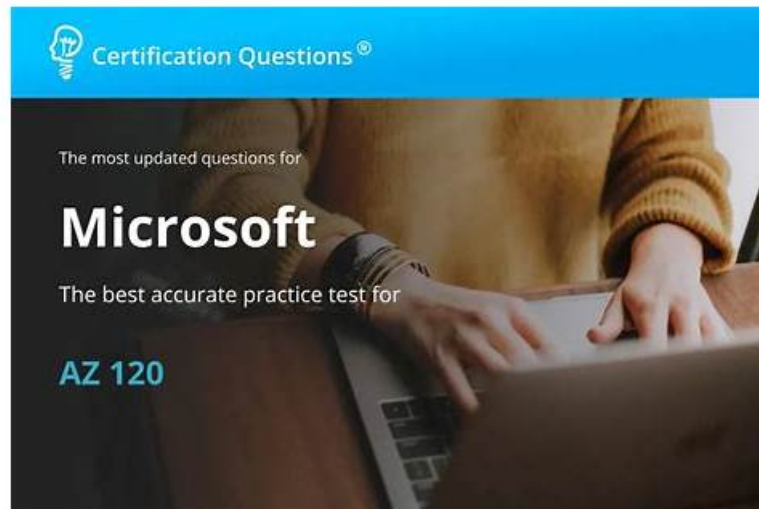 Certification Questions®
The most updated questions for
Microsoft
The best accurate practice test for
AZ 120